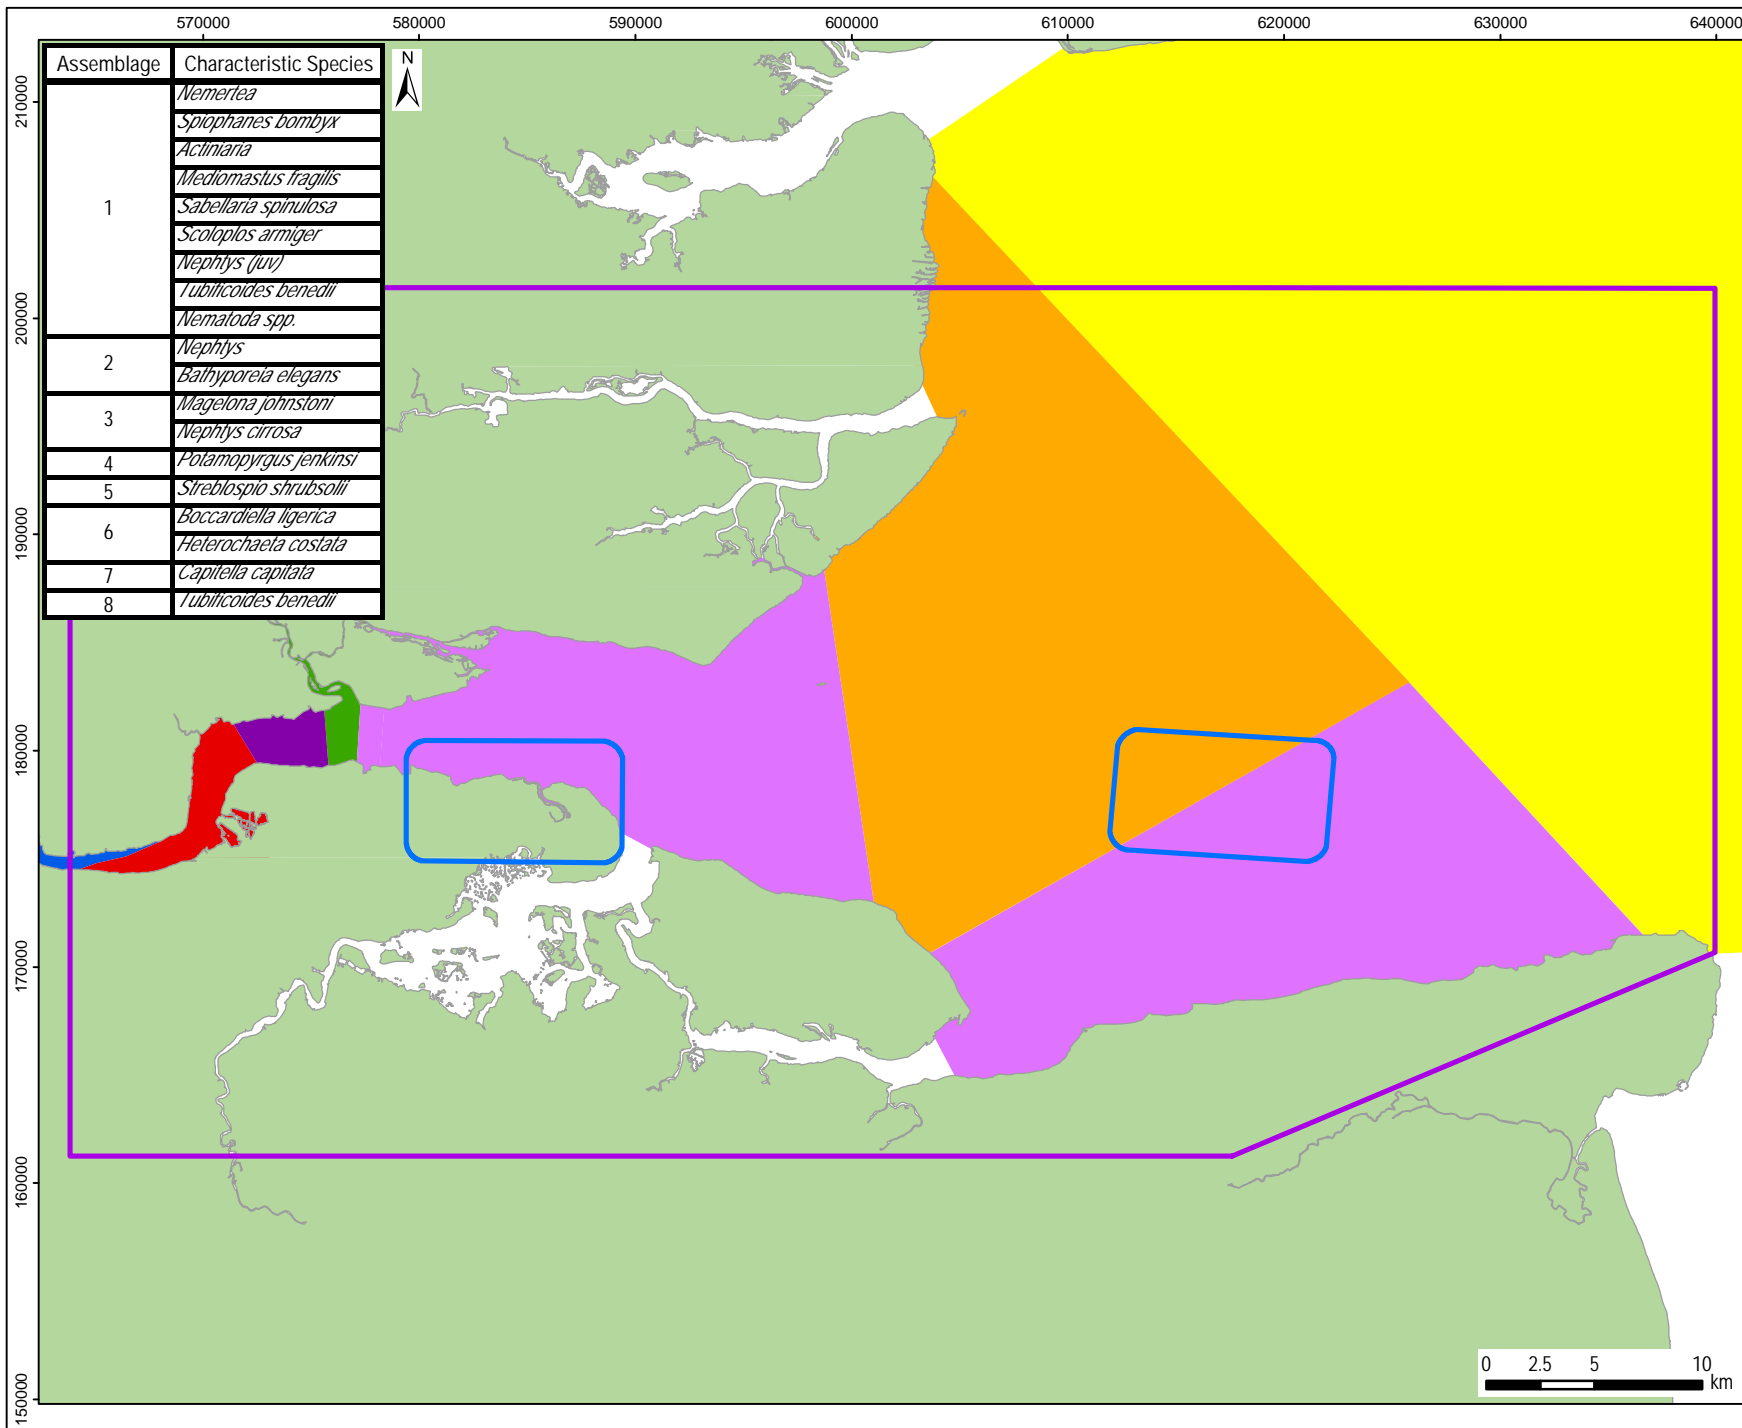 570000 580000 590000 600000 610000 620000 630000 640000
Assemblage Characteristic Species
N
1
Nemertea
Spiophanes bombyx
Actiniaria
Mediomastus fragilis
Sabellaria spinulosa
Scoloplos armiger
Nephtys (juv)
Tubificoides benedii
Nematoda spp.
2
Nephtys
Bathyporeia elegans
3
Magelona johnstoni
Nephtys cirrosa
4 Potamopyrgus jenkinsi
5 Streblospio shrubsolii
6
Boccardiella ligerica
Heterochaeta costata
7 Capitella capitata
8 Tubificoides benedii
210000
200000
190000
180000
170000
160000
150000
0 2.5 5 10
km